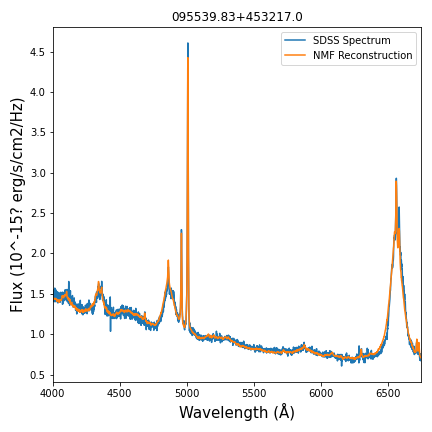 095539.83+453217.0
SDSS Spectrum
NMF Reconstruction
4.5
4.0
3.5
3.0
2.5
2.0
1.5
1.0
0.5
Flux (10^-15? erg/s/cm2/Hz)
4000 4500 5000 5500 6000 6500
Wavelength (Å)